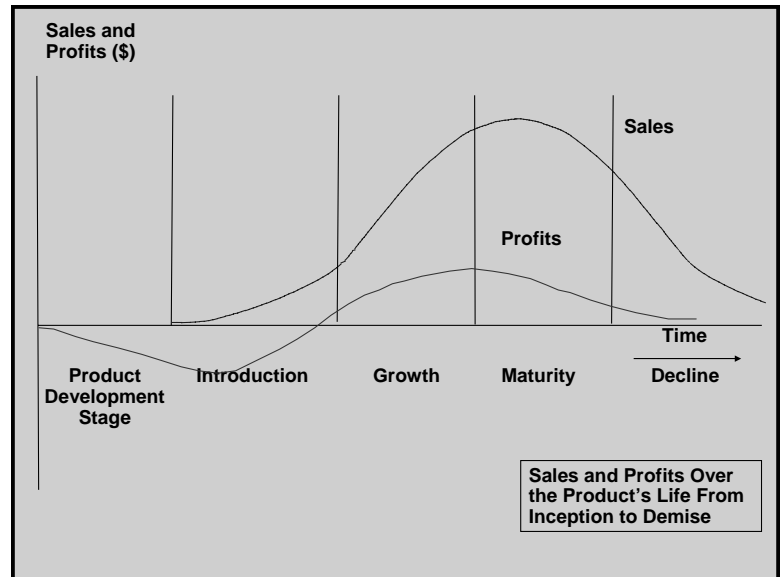 Sales and
Profits ($)
Sales
Profits
Time
Product
Development
Stage
Introduction
Growth
Maturity
Decline
Sales and Profits Over
the Product's Life From
Inception to Demise